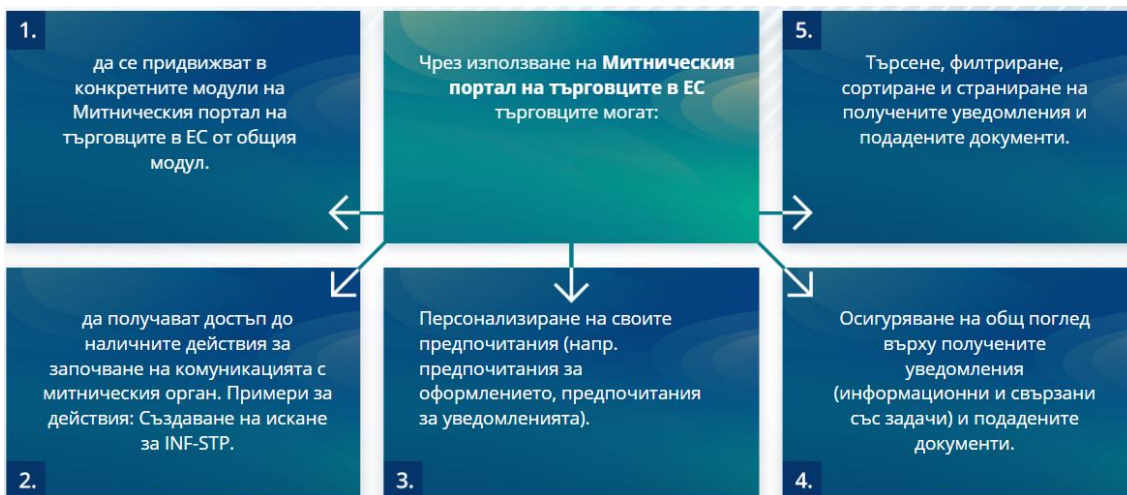 Чрез използване на Митническия
портал на търговците в ЕС
търговците могат:
1.
да се придвижват в
конкретните модули на
Митническия портал на
търговците в ЕС от общия
модул.
2.
да получават достъп до
наличните действия за
започване на комуникацията с
митническия орган. Примери за
действия: Създаване на искане
за INF-STP.
3.
Персонализиране на своите
предпочитания (напр.
предпочитания за
оформлението, предпочитания
за уведомленията).
4.
Осигуряване на общ поглед
върху получените
уведомления
(информационни и свързани
със задачи) и подадените
документи.
5.
Търсене, филтриране,
сортиране и страниране на
получените уведомления и
подадените документи.